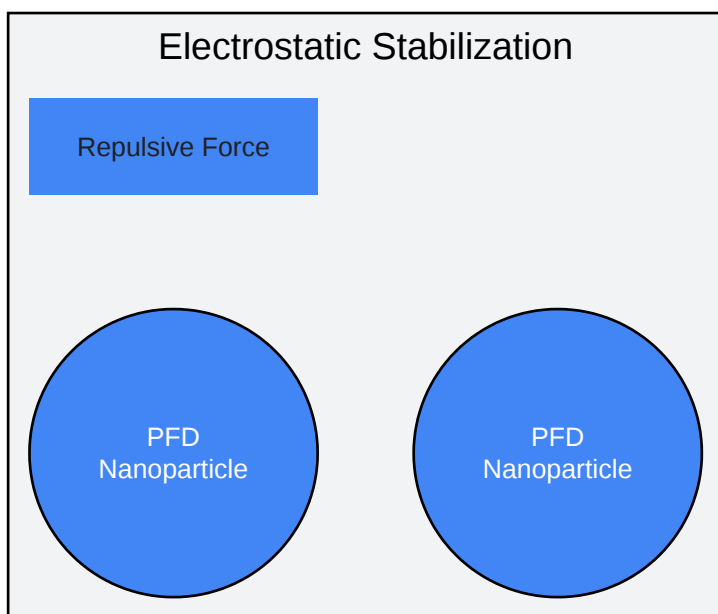 Electrostatic Stabilization
Repulsive Force
PFD
Nanoparticle
PFD
Nanoparticle